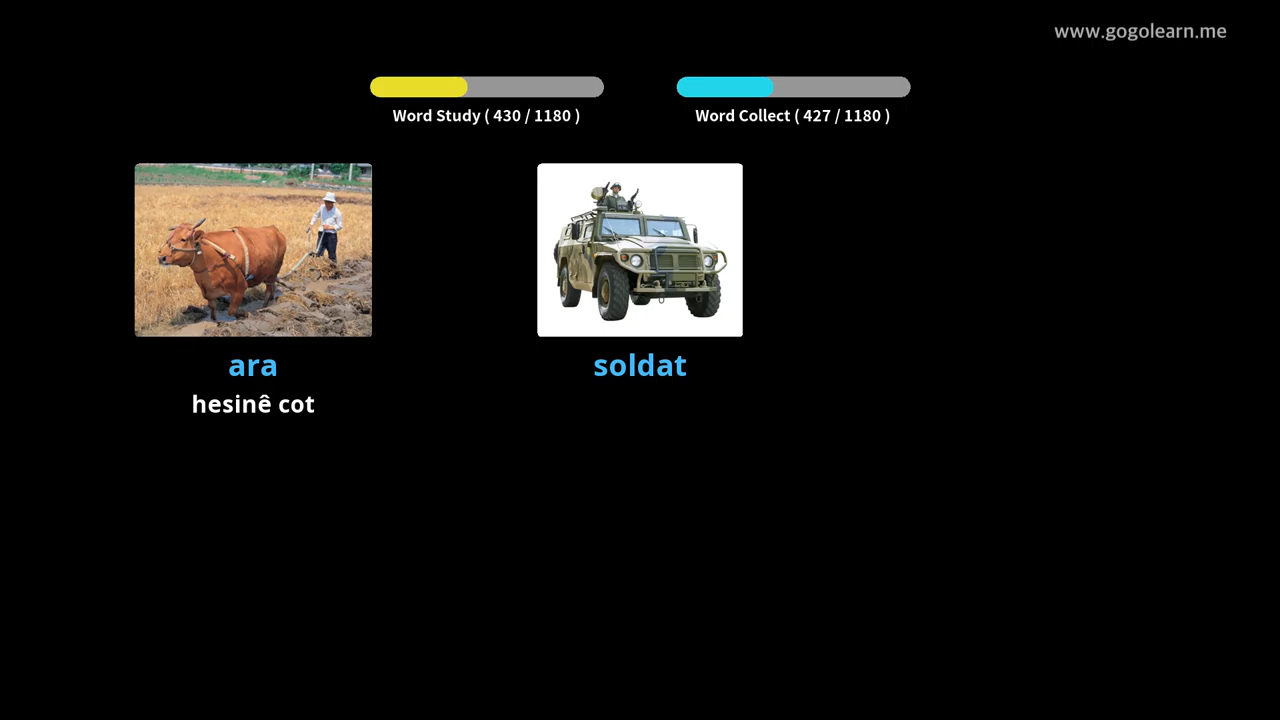 www.gogolearn.me
Word Study ( 430 / 1180 )
Word Collect ( 427 / 1180 )
ara
soldat
hesinê cot